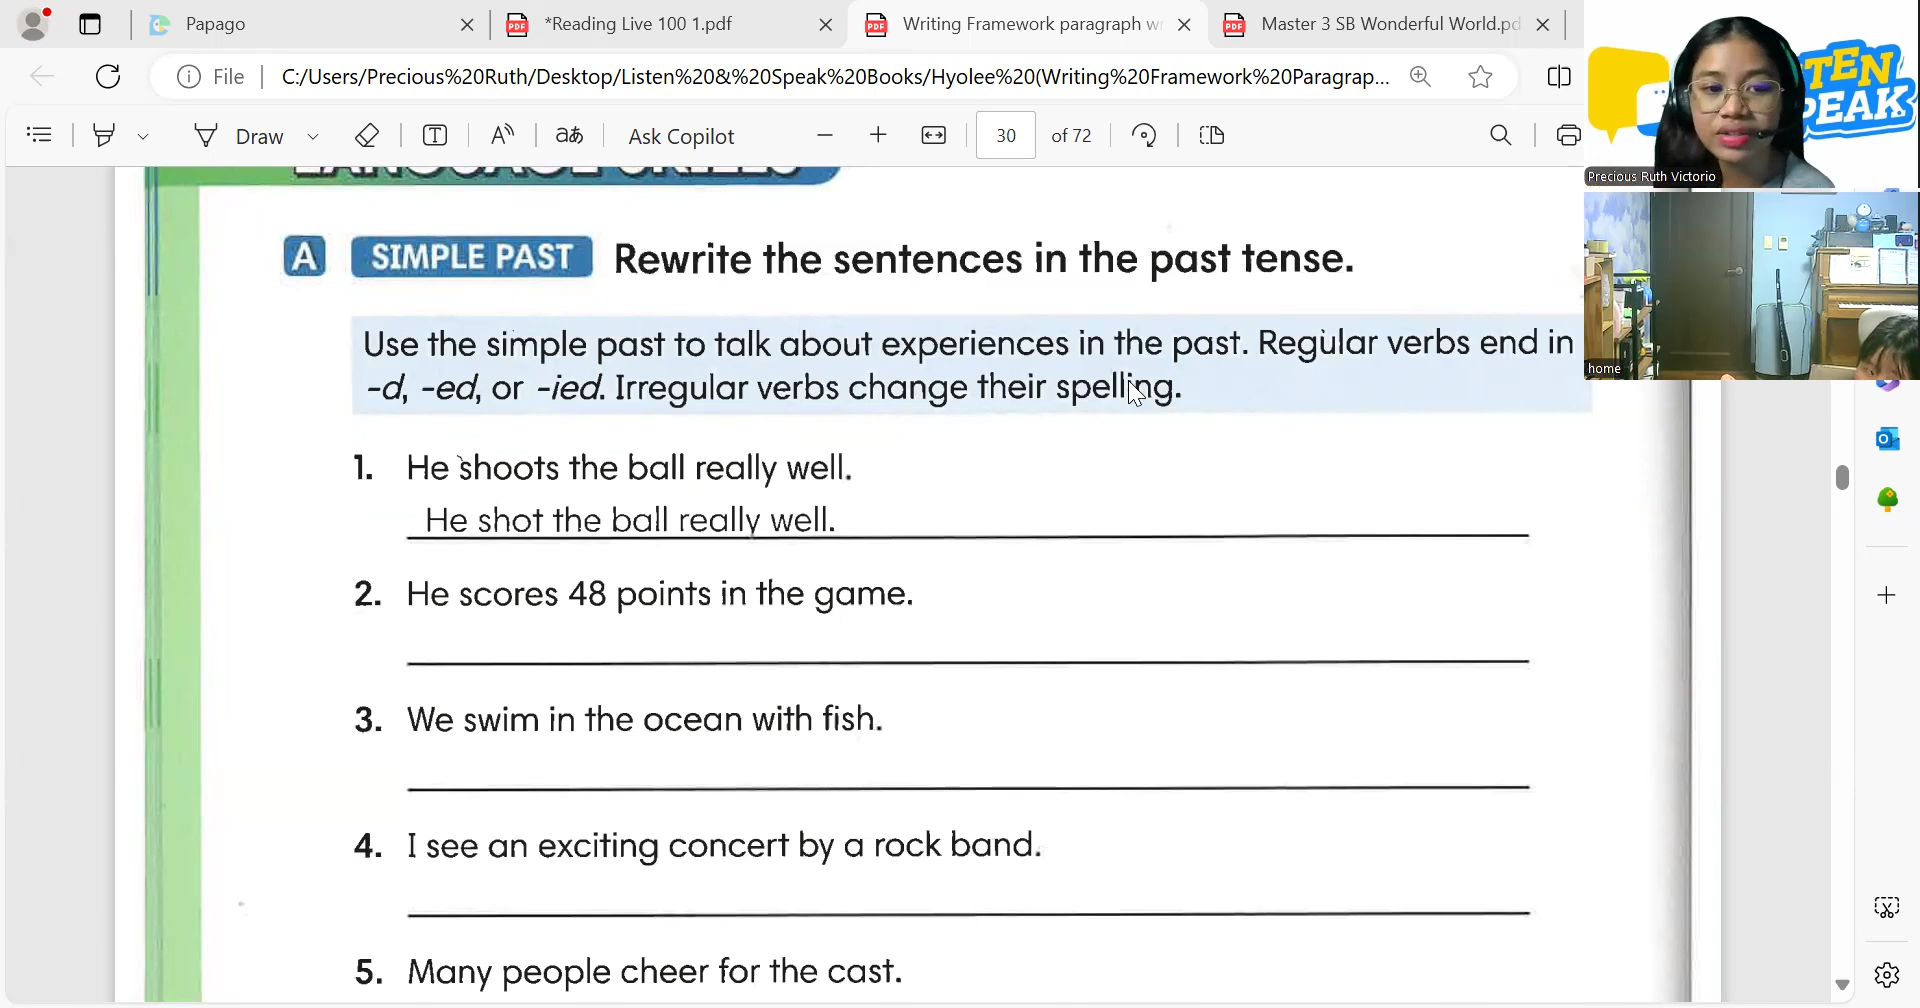 Papago
*Reading Live 100 1.pdf
Writing Framework paragraph w
Master 3 SB Wonderful World.pd
File
C:/Users/Precious%20Ruth/Desktop/Listen%20&%20Speak%20Books/Hyolee%20(Writing%20Framework%20Paragrap...
Draw
Ask Copilot
30 of 72
TEN
PEAK
Precious Ruth Victorio
home
LANGUAGE SKILLS
A SIMPLE PAST Rewrite the sentences in the past tense.
Use the simple past to talk about experiences in the past. Regular verbs end in
-d, -ed, or -ied. Irregular verbs change their spelling.
1. He shoots the ball really well.
He shot the ball really well.
2. He scores 48 points in the game.
3. We swim in the ocean with fish.
4. I see an exciting concert by a rock band.
5. Many people cheer for the cast.